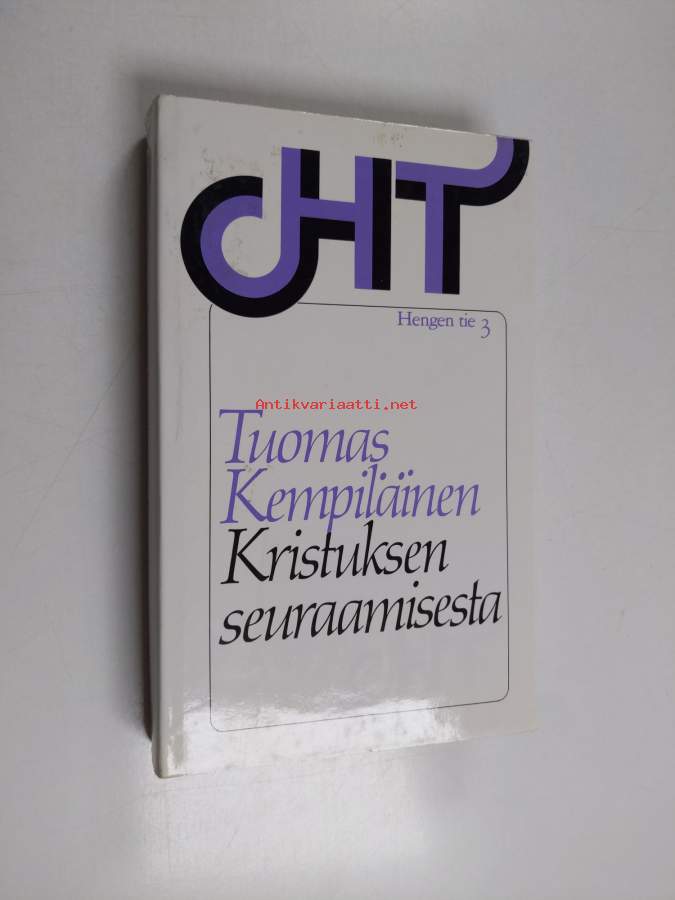 HT
Hengen tie 3
Antikvariaatti.net
Tuomas
Kempiläinen
Kristuksen
seuraamisesta